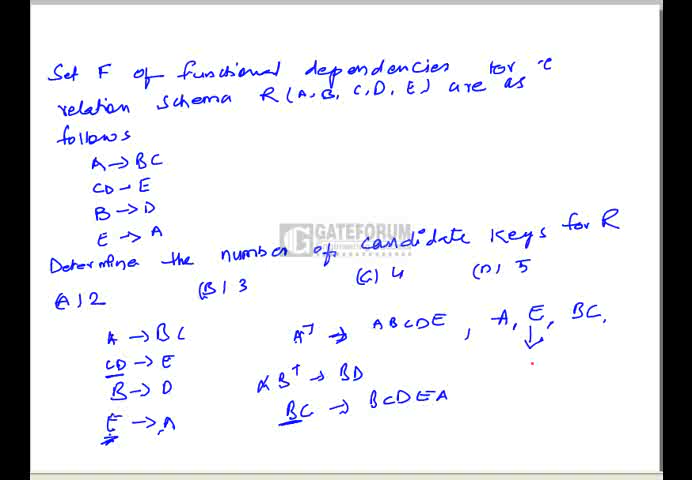 Set F of functional dependencies for
relation schema R(A, B, C, D, E) are as
follows
A → BC
CD → E
B → D
E → A
GATEFORUM
Determine the number of candidate keys for R
(A) 2 (B) 3 (C) 4 (D) 5
A → BC A⁺ → ABCDE , A, E, BC,
CD → E
B → D B⁺ → BD
E → A BC → BCDEA